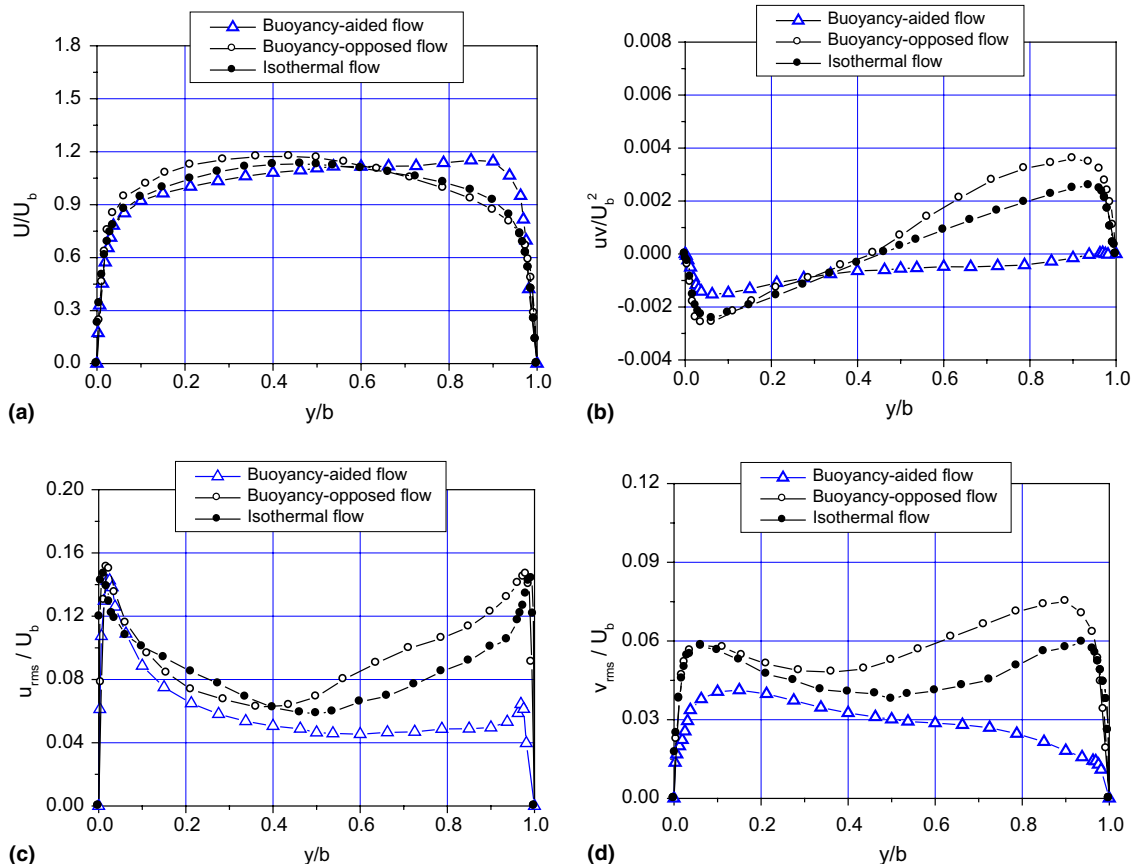 Buoyancy-aided flow
Buoyancy-opposed flow
Isothermal flow
1.8
1.5
1.2
0.9
0.6
0.3
0.0
U/U_b
0.0 0.2 0.4 0.6 0.8 1.0
y/b
(a)
Buoyancy-aided flow
Buoyancy-opposed flow
Isothermal flow
0.008
0.006
0.004
0.002
0.000
-0.002
-0.004
uv/U_b^2
0.0 0.2 0.4 0.6 0.8 1.0
y/b
(b)
Buoyancy-aided flow
Buoyancy-opposed flow
Isothermal flow
0.20
0.16
0.12
0.08
0.04
0.00
u_rms / U_b
0.0 0.2 0.4 0.6 0.8 1.0
y/b
(c)
Buoyancy-aided flow
Buoyancy-opposed flow
Isothermal flow
0.12
0.09
0.06
0.03
0.00
v_rms / U_b
0.0 0.2 0.4 0.6 0.8 1.0
y/b
(d)